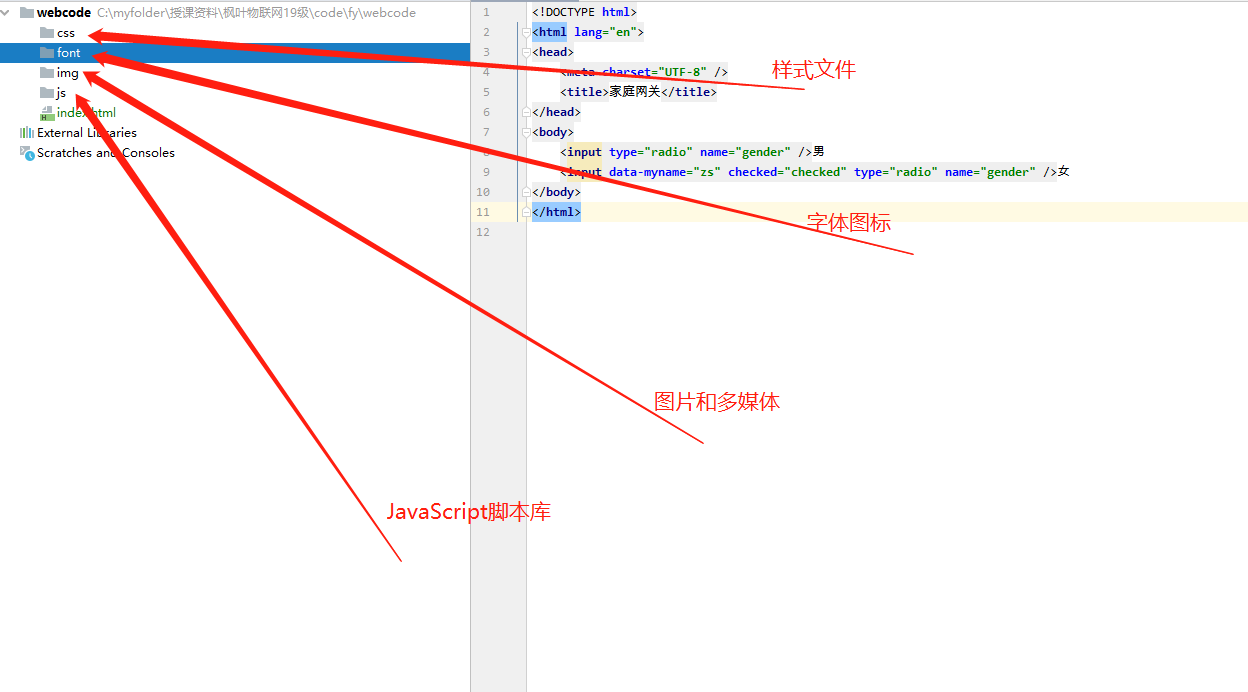 webcode C:\myfolder\授课资料\枫叶物联网19级\code\fy\webcode
css
font
img
js
index.html
External Libraries
Scratches and Consoles
1 <!DOCTYPE html>
2 <html lang="en">
3 <head>
4 <meta charset="UTF-8" />
5 <title>家庭网关</title>
6 </head>
7 <body>
8 <input type="radio" name="gender" />男
9 <input data-myname="zs" checked="checked" type="radio" name="gender" />女
10 </body>
11 </html>
12
样式文件
字体图标
图片和多媒体
JavaScript脚本库